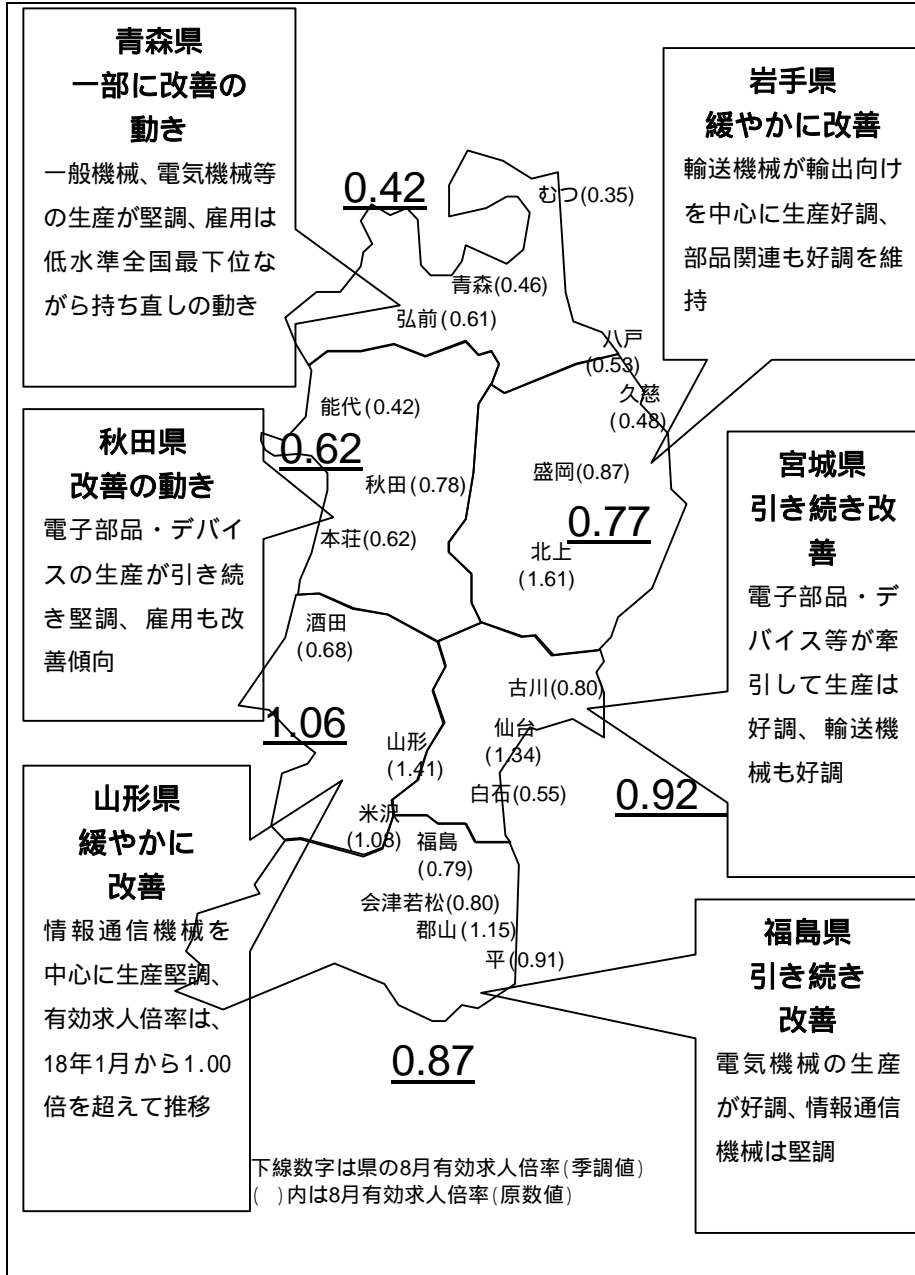 青森県
一部に改善の
動き
一般機械、電気機械等
の生産が堅調、雇用は
低水準全国最下位な
がら持ち直しの動き
岩手県
緩やかに改善
輸送機械が輸出向け
を中心に生産好調、
部品関連も好調を維
持
0.42
むつ(0.35)
青森(0.46)
弘前(0.61)
八戸
(0.53)
久慈
(0.48)
能代(0.42)
0.62
秋田(0.78)
本荘(0.62)
盛岡(0.87)
0.77
北上
(1.61)
秋田県
改善の動き
電子部品・デバイ
スの生産が引き続
き堅調、雇用も改
善傾向
宮城県
引き続き改
善
電子部品・デ
バイス等が牽
引して生産は
好調、輸送機
械も好調
酒田
(0.68)
1.06
山形
(1.41)
米沢
(1.08)
古川(0.80)
仙台
(1.34)
白石(0.55)
0.92
福島
(0.79)
会津若松(0.80)
郡山(1.15)
平(0.91)
0.87
山形県
緩やかに
改善
情報通信機械を
中心に生産堅調、
有効求人倍率は、
18年1月から1.00
倍を超えて推移
福島県
引き続き
改善
電気機械の生産
が好調、情報通信
機械は堅調
下線数字は県の8月有効求人倍率(季調値)
(　)内は8月有効求人倍率(原数値)